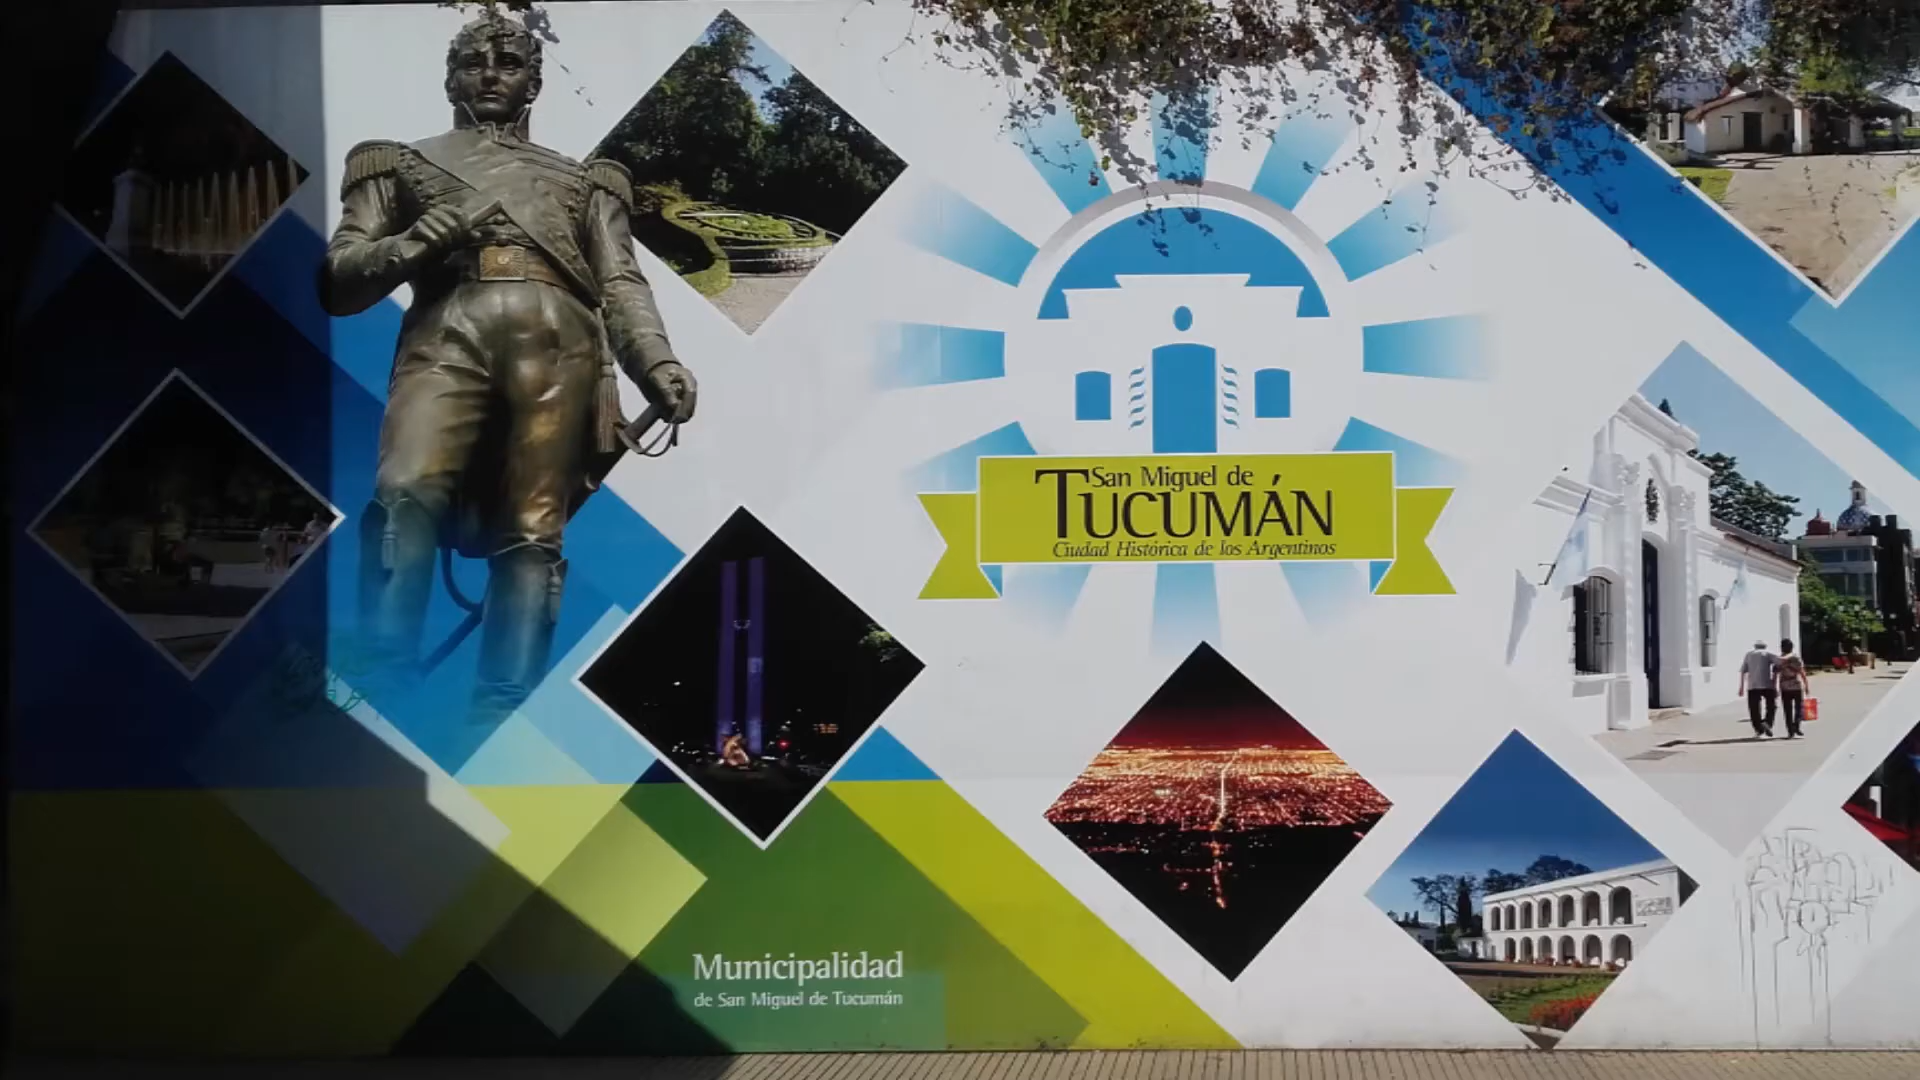 San Miguel de
TUCUMÁN
Ciudad Histórica de los Argentinos
Municipalidad
de San Miguel de Tucumán